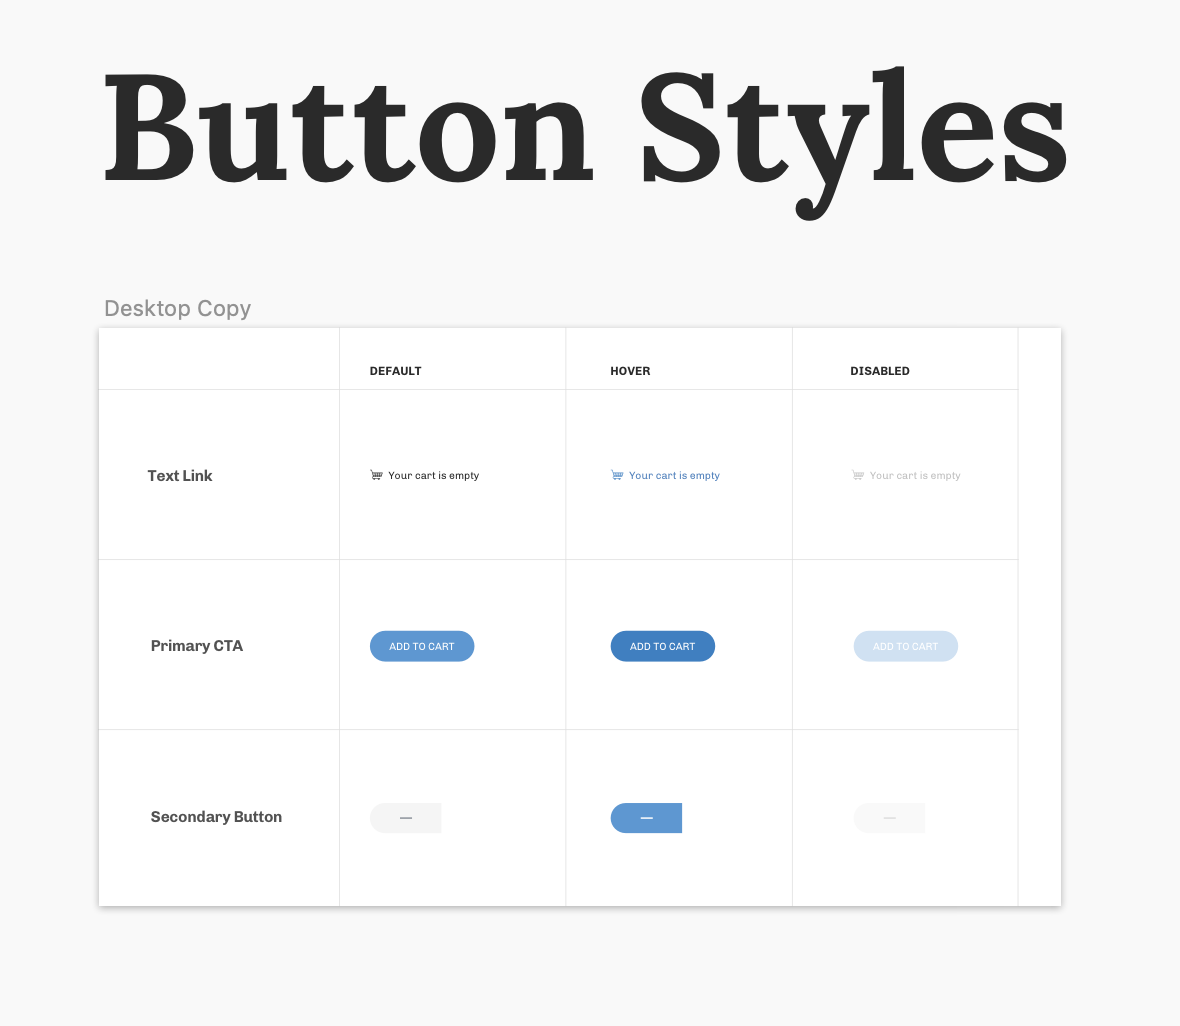 Button Styles
Desktop Copy
DEFAULT HOVER DISABLED
Text Link Your cart is empty Your cart is empty Your cart is empty
Primary CTA ADD TO CART ADD TO CART ADD TO CART
Secondary Button — — —